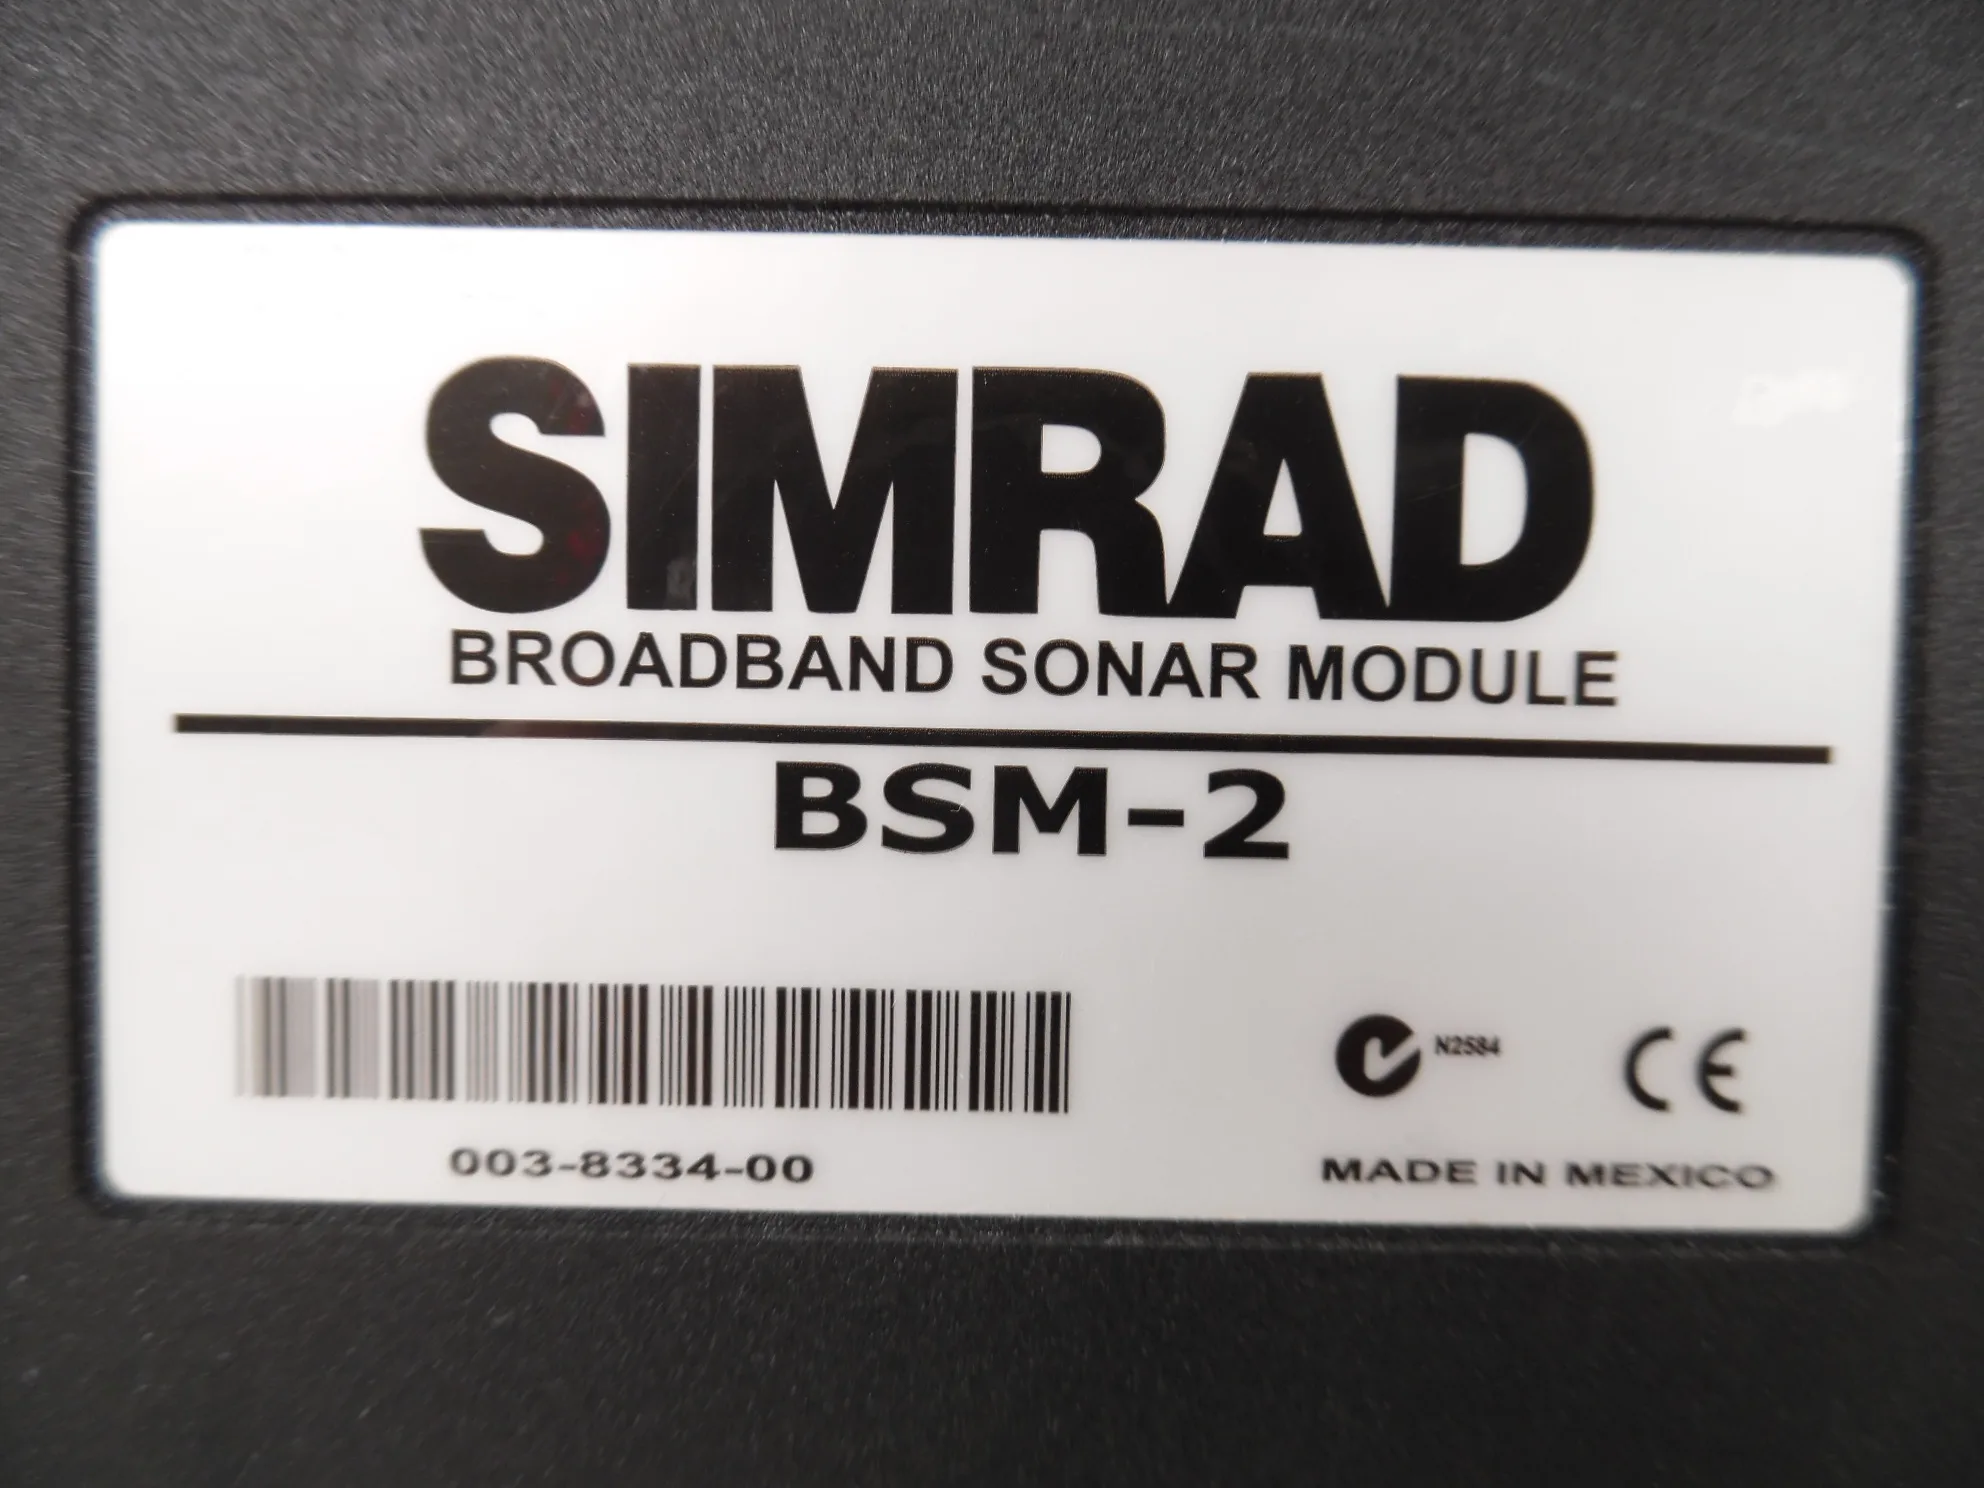 SIMRAD
BROADBAND SONAR MODULE
BSM-2
N2584
CE
003-8334-00
MADE IN MEXICO